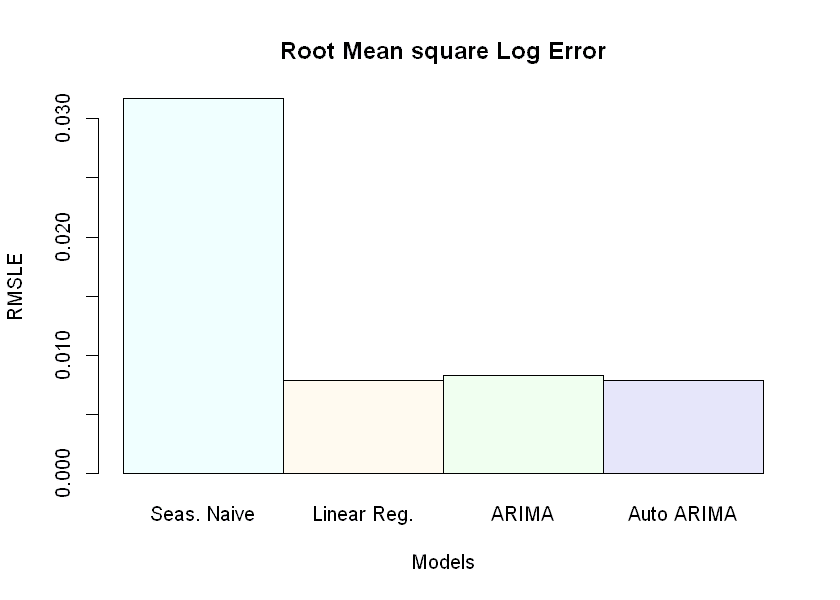 Root Mean square Log Error
0.030
0.020
0.010
0.000
RMSLE
Seas. Naive
Linear Reg.
ARIMA
Auto ARIMA
Models